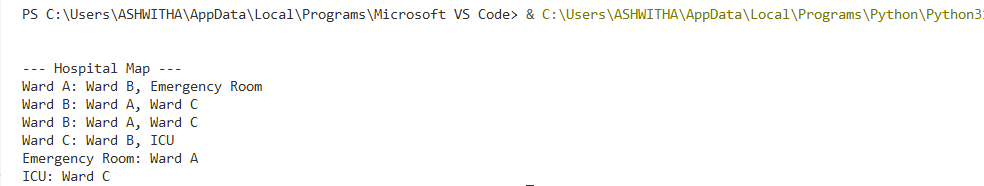 PS C:\Users\ASHWITHA\AppData\Local\Programs\Microsoft VS Code> & C:\Users\ASHWITHA\AppData\Local\Programs\Python\Python3
--- Hospital Map ---
Ward A: Ward B, Emergency Room
Ward B: Ward A, Ward C
Ward B: Ward A, Ward C
Ward C: Ward B, ICU
Emergency Room: Ward A
ICU: Ward C